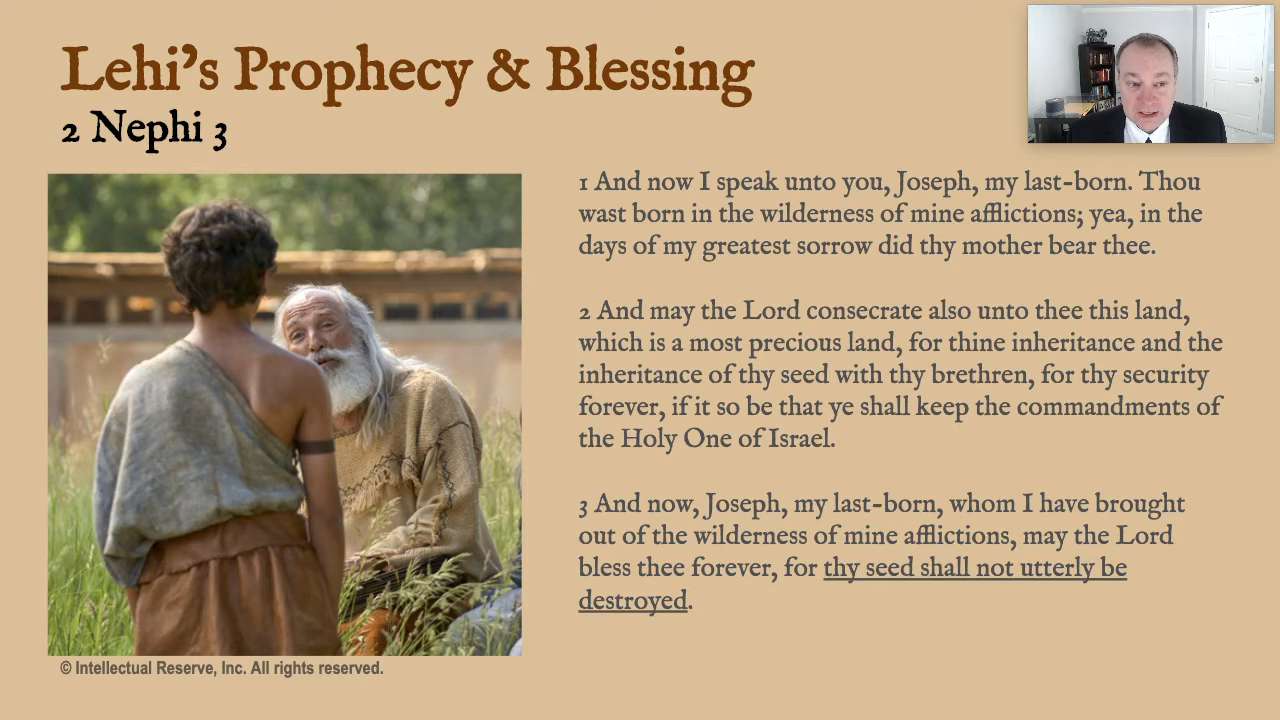 Lehi's Prophecy & Blessing
2 Nephi 3
1 And now I speak unto you, Joseph, my last-born. Thou
wast born in the wilderness of mine afflictions; yea, in the
days of my greatest sorrow did thy mother bear thee.
2 And may the Lord consecrate also unto thee this land,
which is a most precious land, for thine inheritance and the
inheritance of thy seed with thy brethren, for thy security
forever, if it so be that ye shall keep the commandments of
the Holy One of Israel.
3 And now, Joseph, my last-born, whom I have brought
out of the wilderness of mine afflictions, may the Lord
bless thee forever, for thy seed shall not utterly be
destroyed.
© Intellectual Reserve, Inc. All rights reserved.